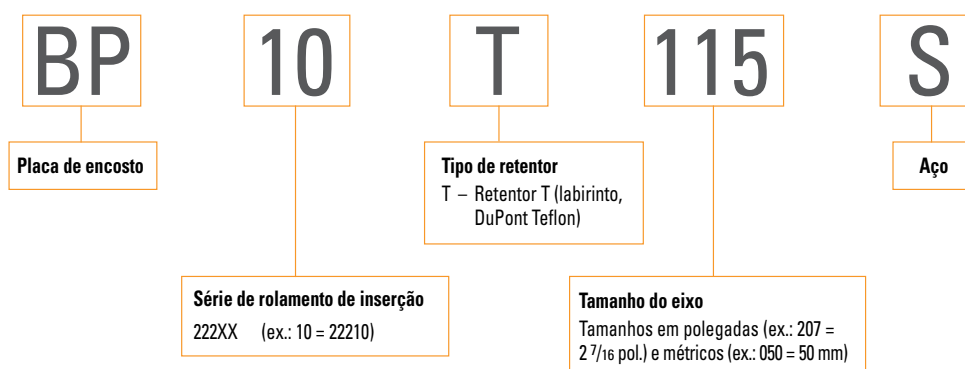 BP 10 T 115 S
Placa de encosto
Tipo de retentor
T – Retentor T (labirinto,
DuPont Teflon)
Aço
Série de rolamento de inserção
222XX (ex.: 10 = 22210)
Tamanho do eixo
Tamanhos em polegadas (ex.: 207 =
2 7/16 pol.) e métricos (ex.: 050 = 50 mm)